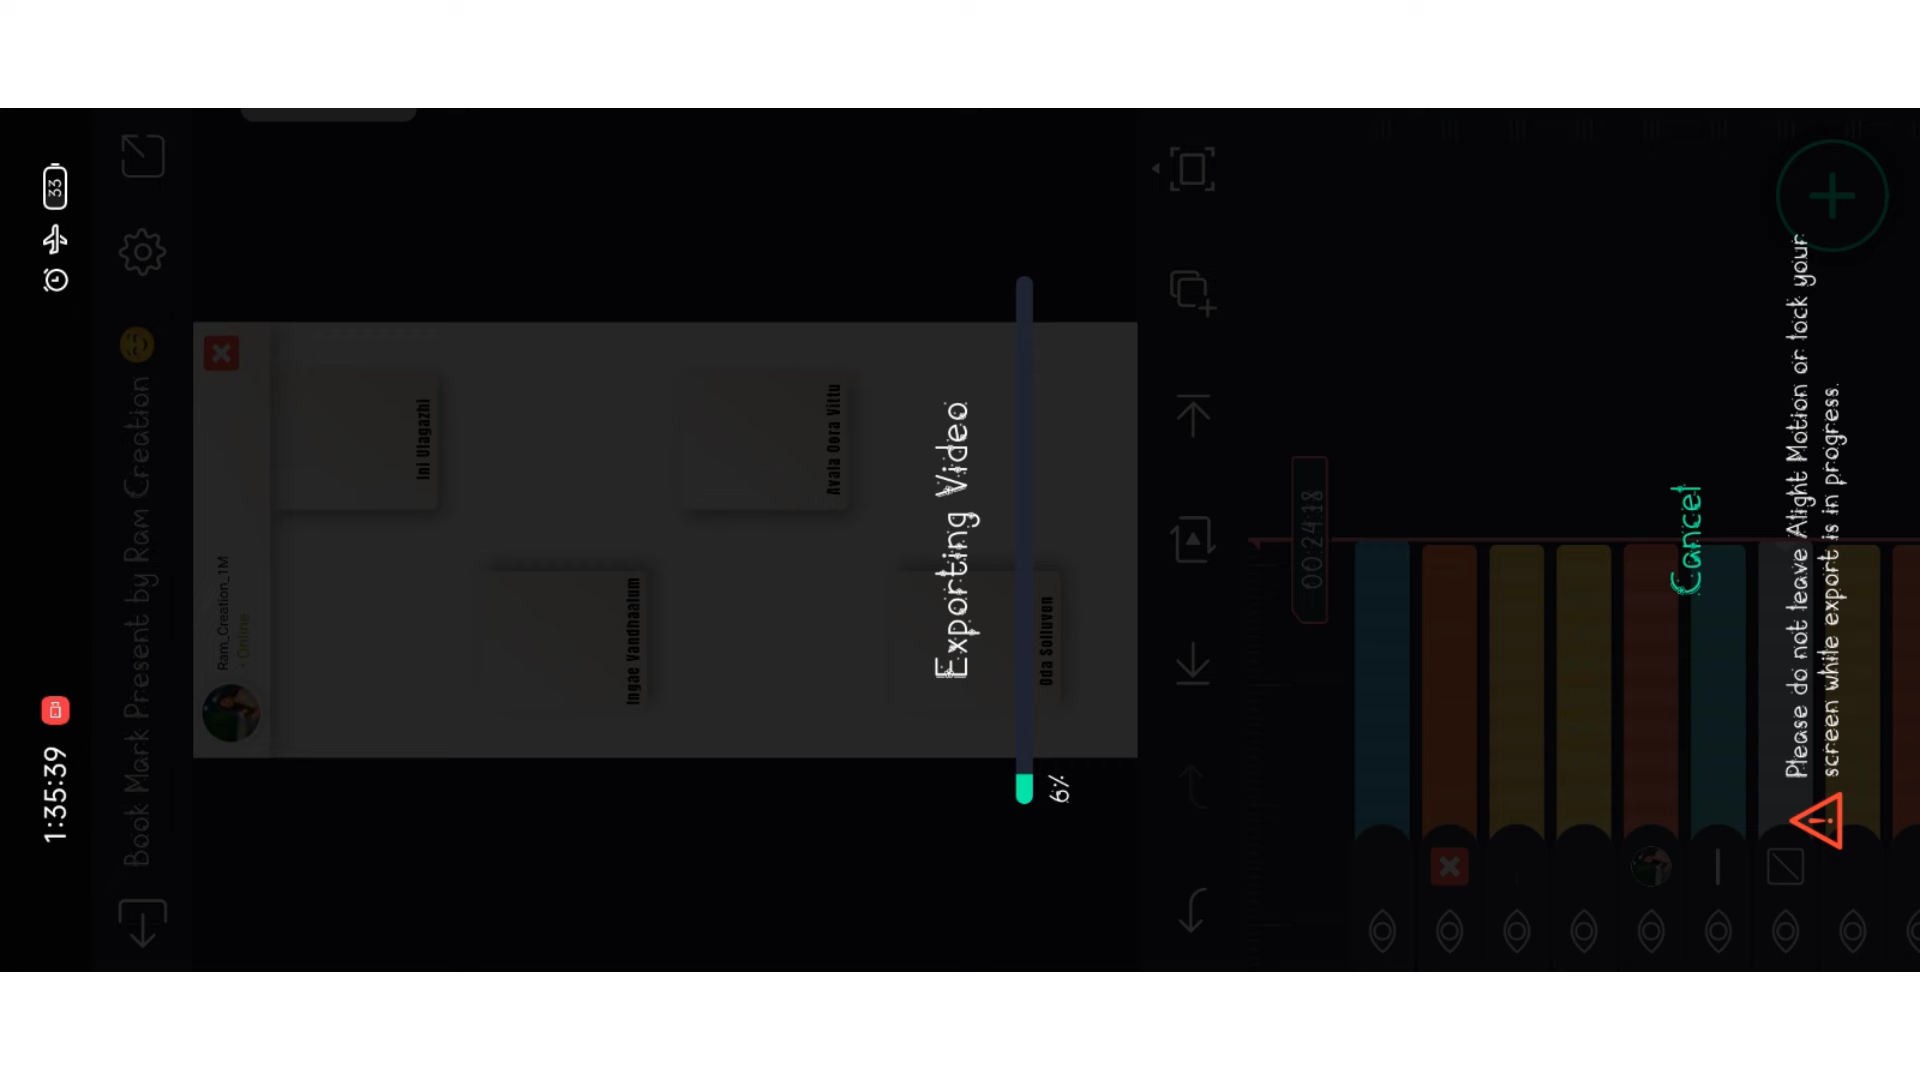 1:35:39
33
Book Mark Present by Ram Creation 😊
Ram_Creation_1M
• Online
Ini Ulagazhi
Ingae Vandhaalum
Avala Oora Vittu
Oda Solluven
Exporting Video
6%
00:24:18
Cancel
Please do not leave Alight Motion or lock your
screen while export is in progress.